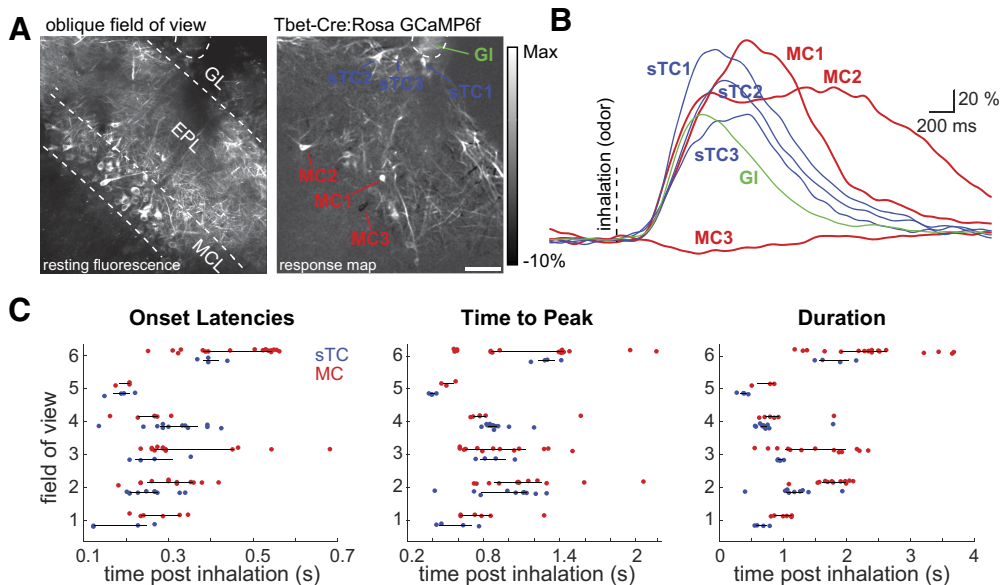 A
oblique field of view
Tbet-Cre:Rosa GCaMP6f
GL
EPL
MCL
resting fluorescence
Gl
sTC2
sTC3
sTC1
MC2
MC1
MC3
response map
Max
-10%
B
sTC1
MC1
MC2
sTC2
sTC3
Gl
MC3
inhalation (odor)
20 %
200 ms
C
Onset Latencies
Time to Peak
Duration
sTC
MC
field of view
6
5
4
3
2
1
0.1 0.3 0.5 0.7
0.2 0.8 1.4 2
0 1 2 3 4
time post inhalation (s)
time post inhalation (s)
time post inhalation (s)